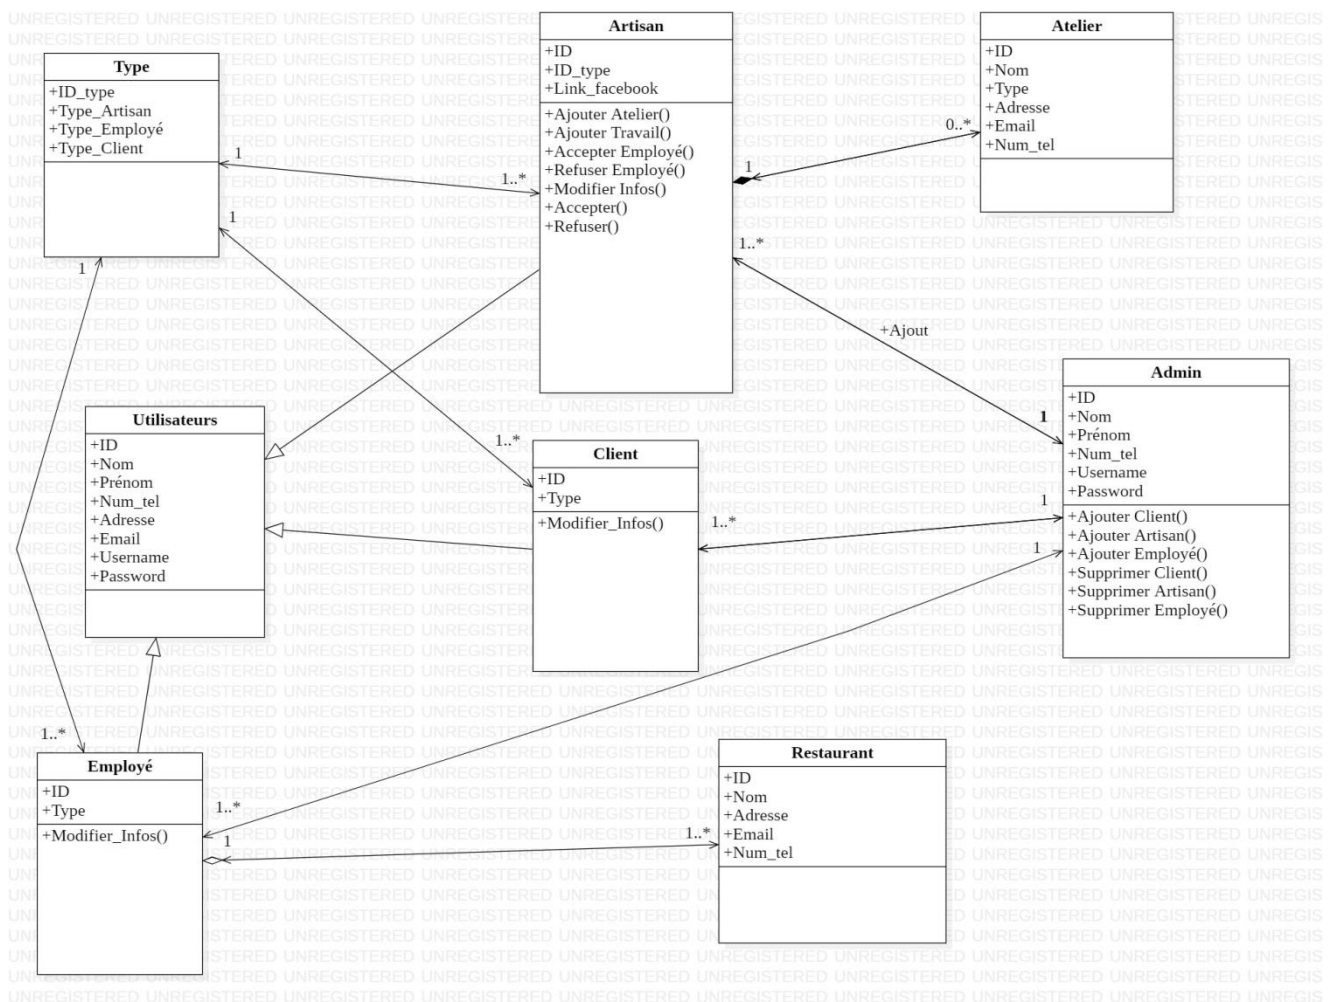 Type
+ID_type
+Type_Artisan
+Type_Employé
+Type_Client
Artisan
+ID
+ID_type
+Link_facebook
+Ajouter Atelier()
+Ajouter Travail()
+Accepter Employé()
+Refuser Employé()
+Modifier Infos()
+Accepter()
+Refuser()
Atelier
+ID
+Nom
+Type
+Adresse
+Email
+Num_tel
1
1..*
1
0..*
1
1..*
1
1..*
+Ajout
1
Utilisateurs
+ID
+Nom
+Prénom
+Num_tel
+Adresse
+Email
+Username
+Password
Client
+ID
+Type
+Modifier_Infos()
Admin
+ID
+Nom
+Prénom
+Num_tel
+Username
+Password
+Ajouter Client()
+Ajouter Artisan()
+Ajouter Employé()
+Supprimer Client()
+Supprimer Artisan()
+Supprimer Employé()
1..*
1
1
1..*
Employé
+ID
+Type
+Modifier_Infos()
1..*
1
1..*
Restaurant
+ID
+Nom
+Adresse
+Email
+Num_tel
UNREGISTERED